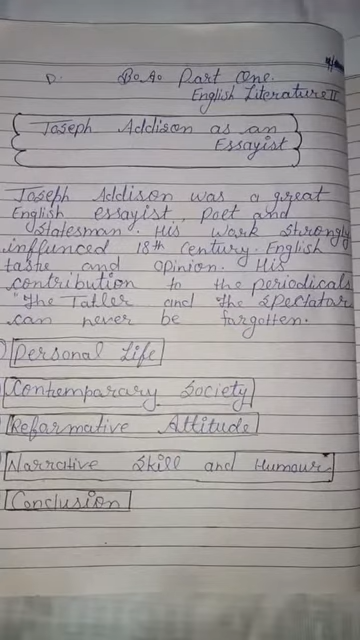 B.A. Part One.
English Literature II
Joseph Addison as an
Essayist
Joseph Addison was a great
English essayist, Poet and
Statesman. His work strongly
influnced 18th century. English
taste and opinion. His
contribution to the periodicals
"The Tatler and the Spectator
can never be forgotten.
Personal Life
Contemparary Society
Refarmative Attitude
Narrative Skill and Humour
Conclusion